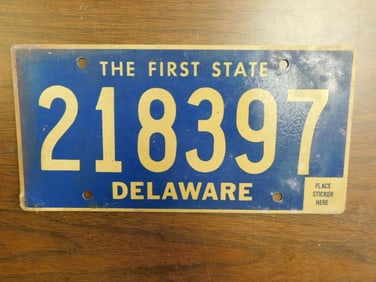 THE FIRST STATE
218397
DELAWARE
PLACE
STICKER
HERE